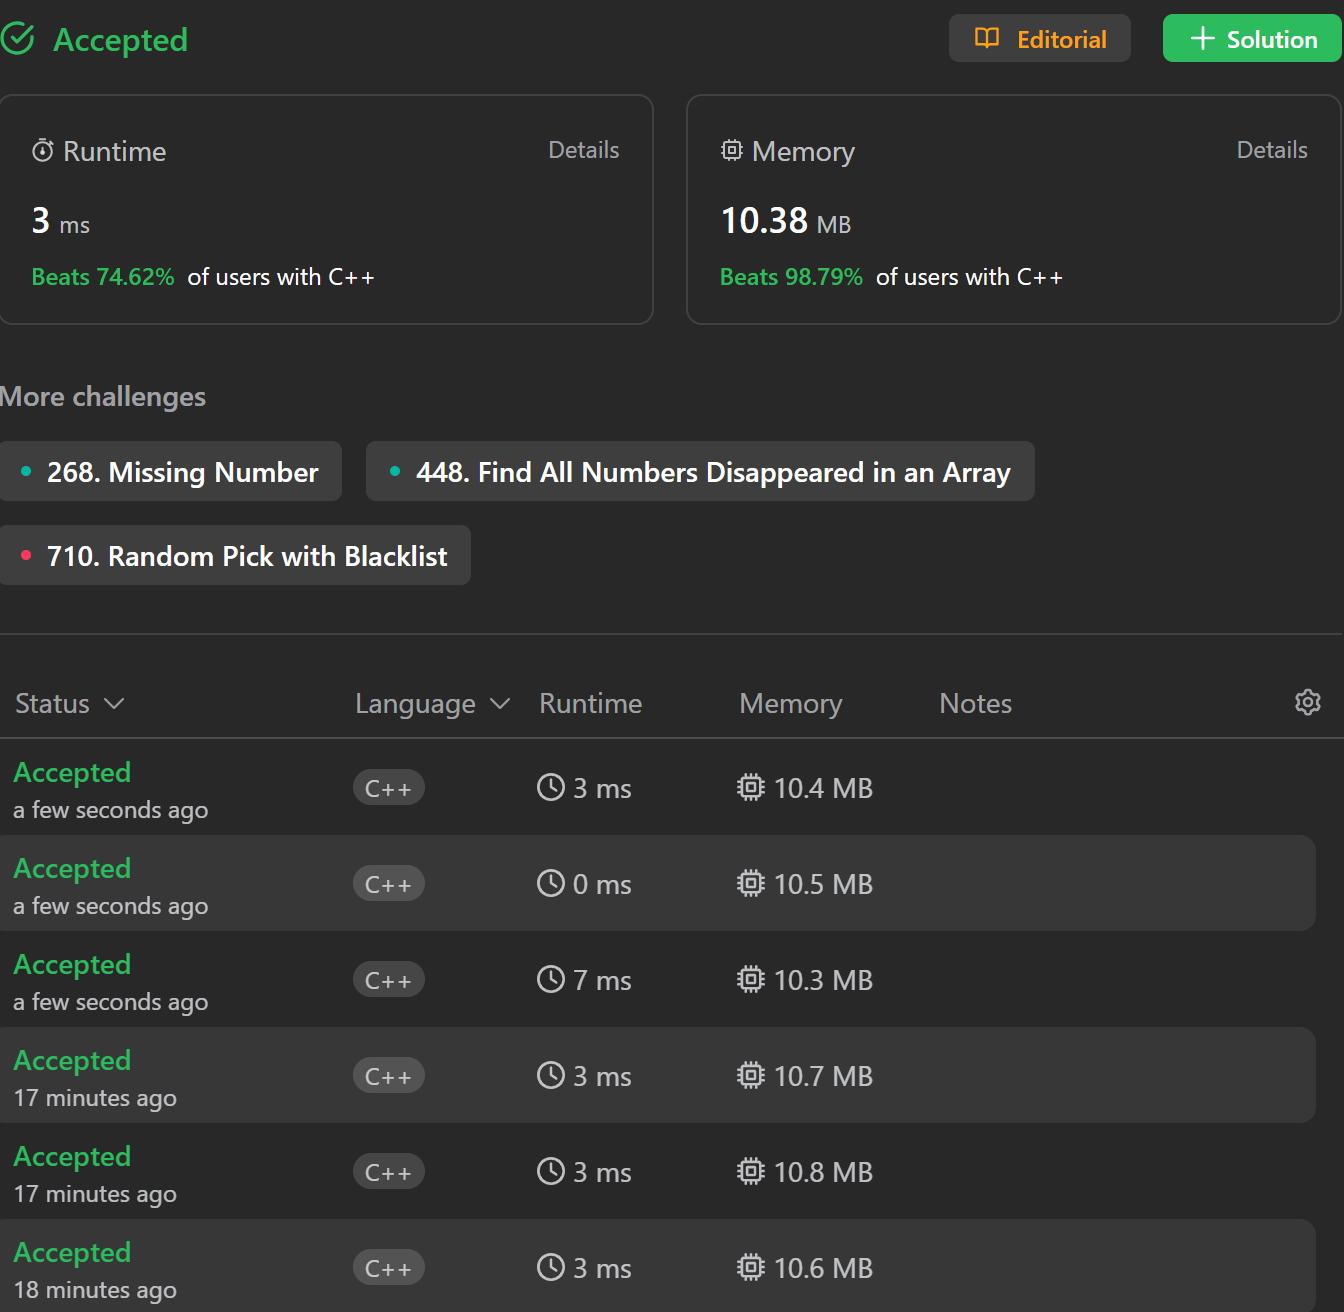 Accepted
Editorial
Solution
Runtime
Details
3 ms
Beats 74.62% of users with C++
Memory
Details
10.38 MB
Beats 98.79% of users with C++
More challenges
268. Missing Number
448. Find All Numbers Disappeared in an Array
710. Random Pick with Blacklist
Status Language Runtime Memory Notes
Accepted
a few seconds ago
C++ 3 ms 10.4 MB
Accepted
a few seconds ago
C++ 0 ms 10.5 MB
Accepted
a few seconds ago
C++ 7 ms 10.3 MB
Accepted
17 minutes ago
C++ 3 ms 10.7 MB
Accepted
17 minutes ago
C++ 3 ms 10.8 MB
Accepted
18 minutes ago
C++ 3 ms 10.6 MB